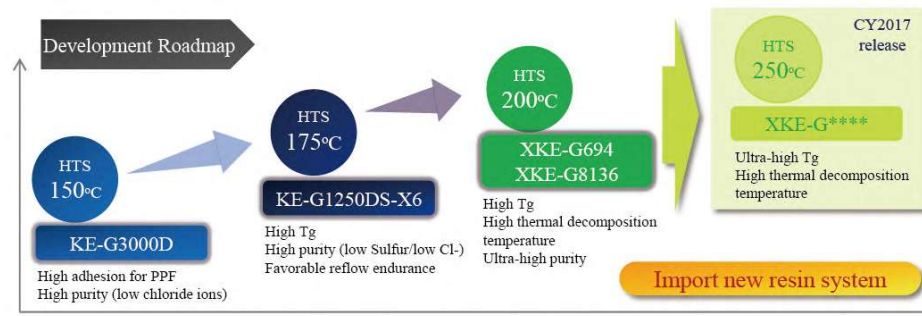 Development Roadmap
HTS
150°C
KE-G3000D
High adhesion for PPF
High purity (low chloride ions)
HTS
175°C
KE-G1250DS-X6
High Tg
High purity (low Sulfur/low Cl-)
Favorable reflow endurance
HTS
200°C
XKE-G694
XKE-G8136
High Tg
High thermal decomposition
temperature
Ultra-high purity
CY2017
release
HTS
250°C
XKE-G****
Ultra-high Tg
High thermal decomposition
temperature
Import new resin system